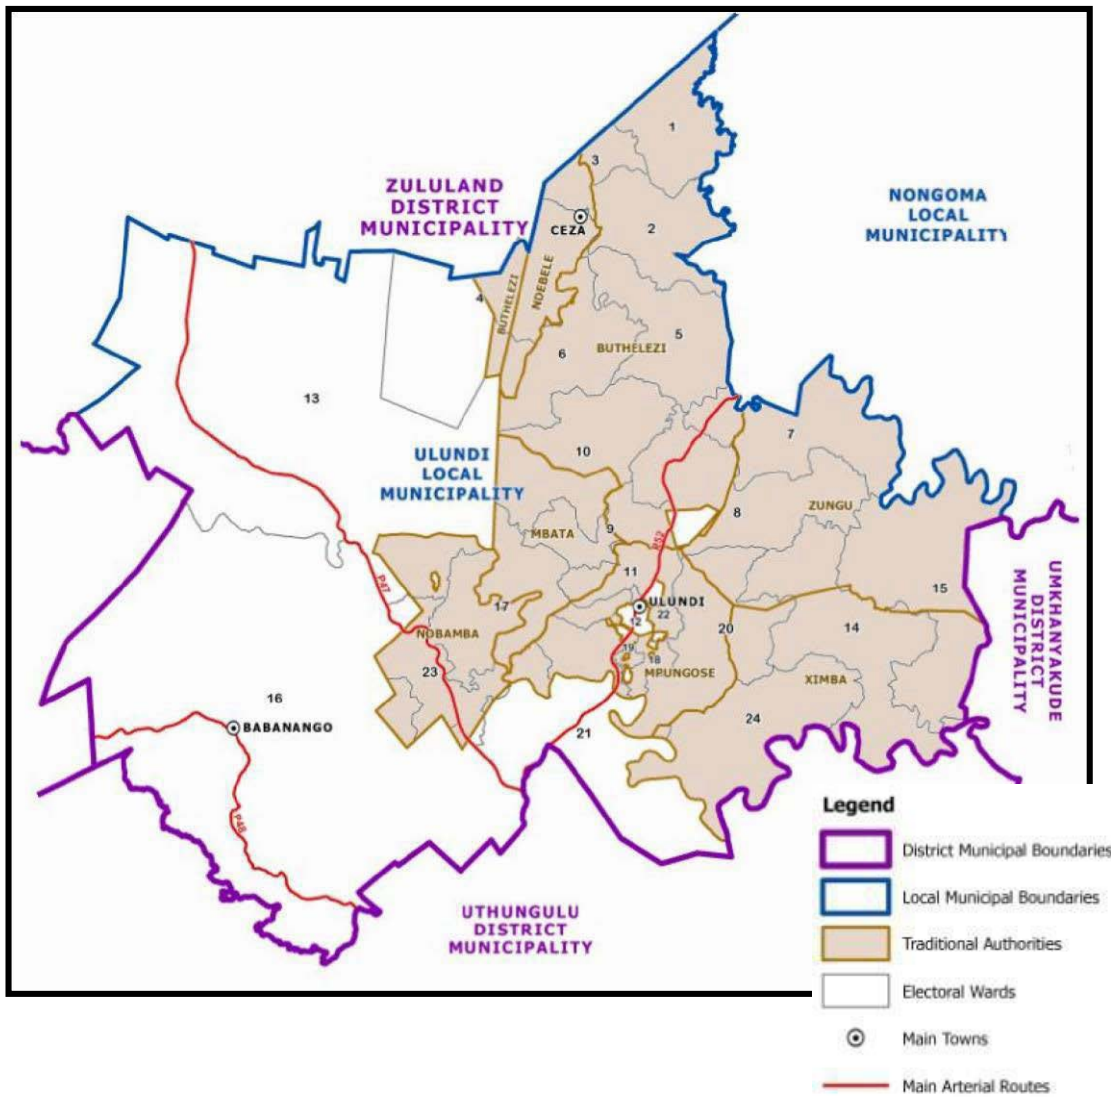 1
3
ZULULAND
DISTRICT
MUNICIPALITY
NONGOMA
LOCAL
MUNICIPALITY
CEZA
2
4
BUTHELEZI
NDEBELE
5
6
BUTHELEZI
13
7
ULUNDI
LOCAL
MUNICIPALITY
10
ZUNGU
8
9
MBATA
P52
11
P47
17
ULUNDI
12
22
15
UMKHANYAKUDE
DISTRICT
MUNICIPALITY
NOBAMBA
20
14
19
18
23
MPUNGOSE
XIMBA
16
BABANANGO
24
21
P48
UTHUNGULU
DISTRICT
MUNICIPALITY
Legend
District Municipal Boundaries
Local Municipal Boundaries
Traditional Authorities
Electoral Wards
Main Towns
Main Arterial Routes